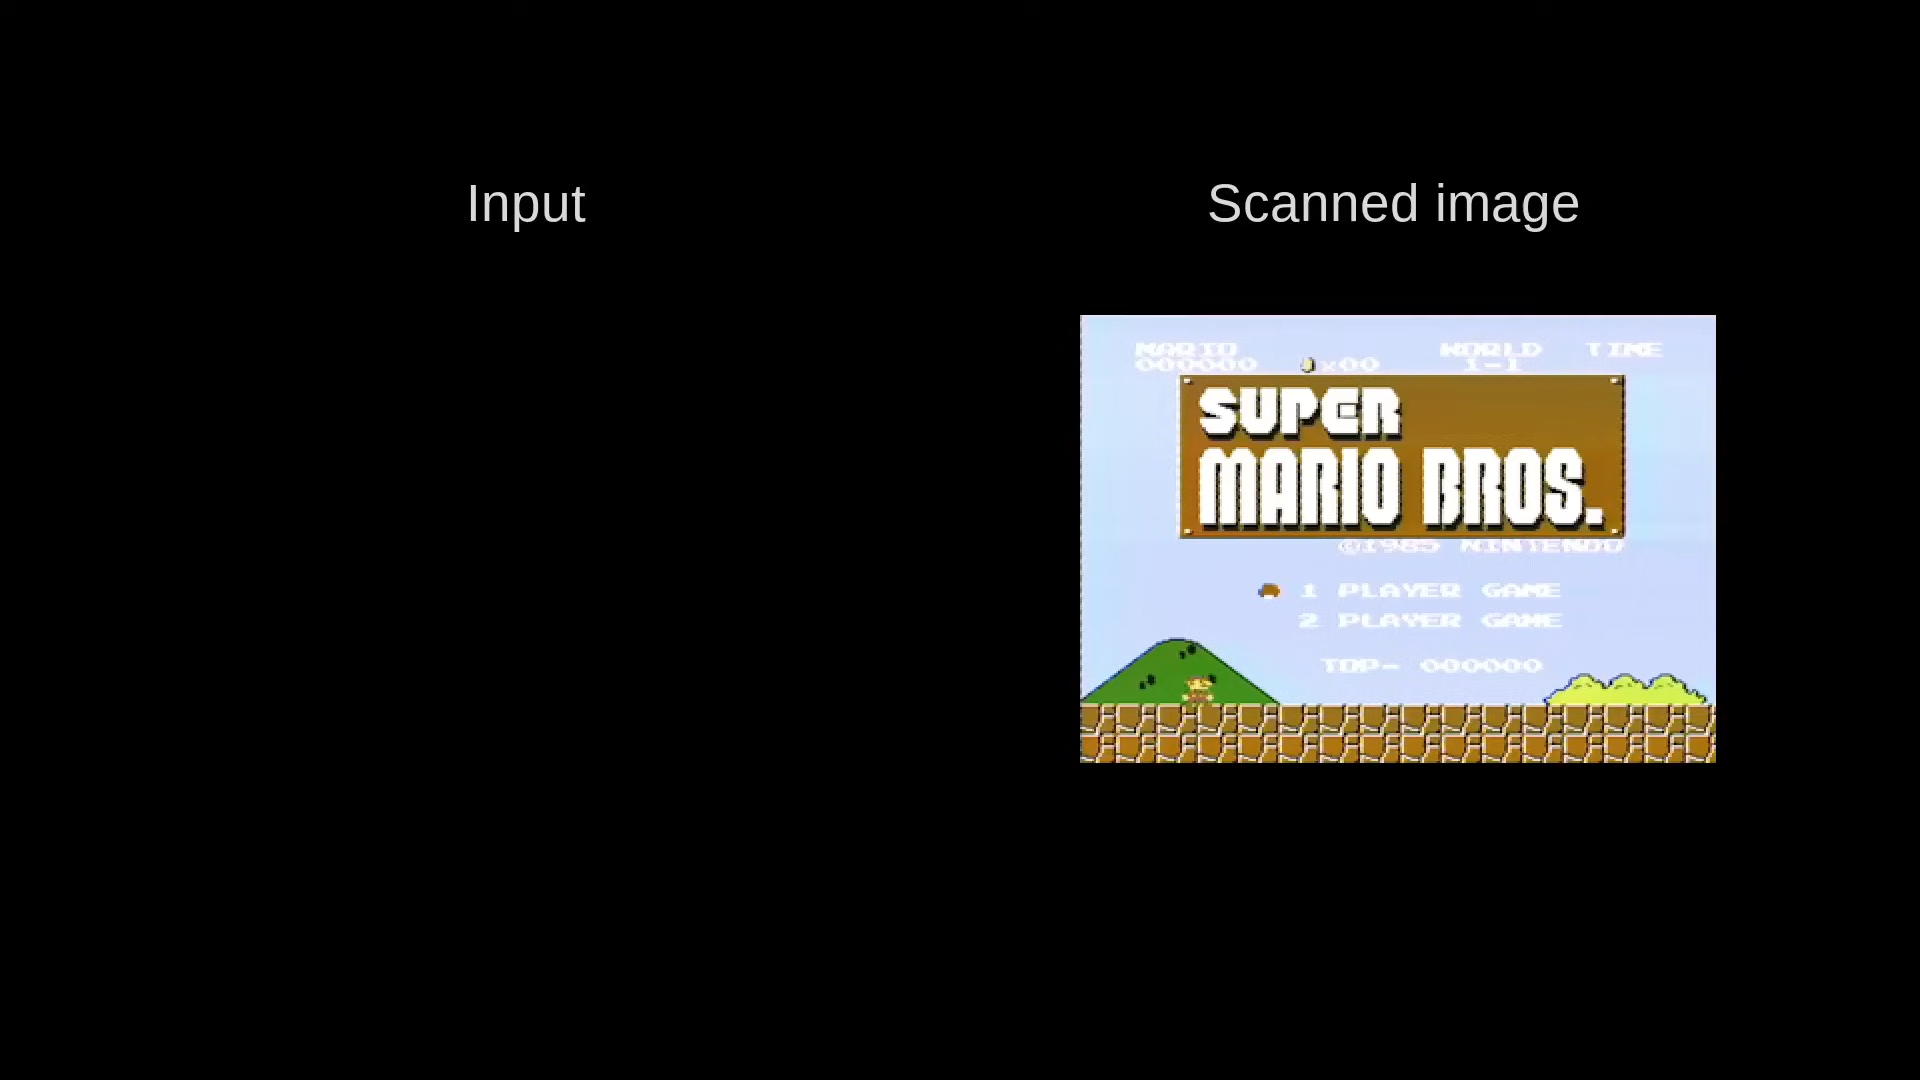 Input
Scanned image
MARIO WORLD TIME
000000 x00 1-1
SUPER
MARIO BROS.
©1985 NINTENDO
1 PLAYER GAME
2 PLAYER GAME
TOP- 000000